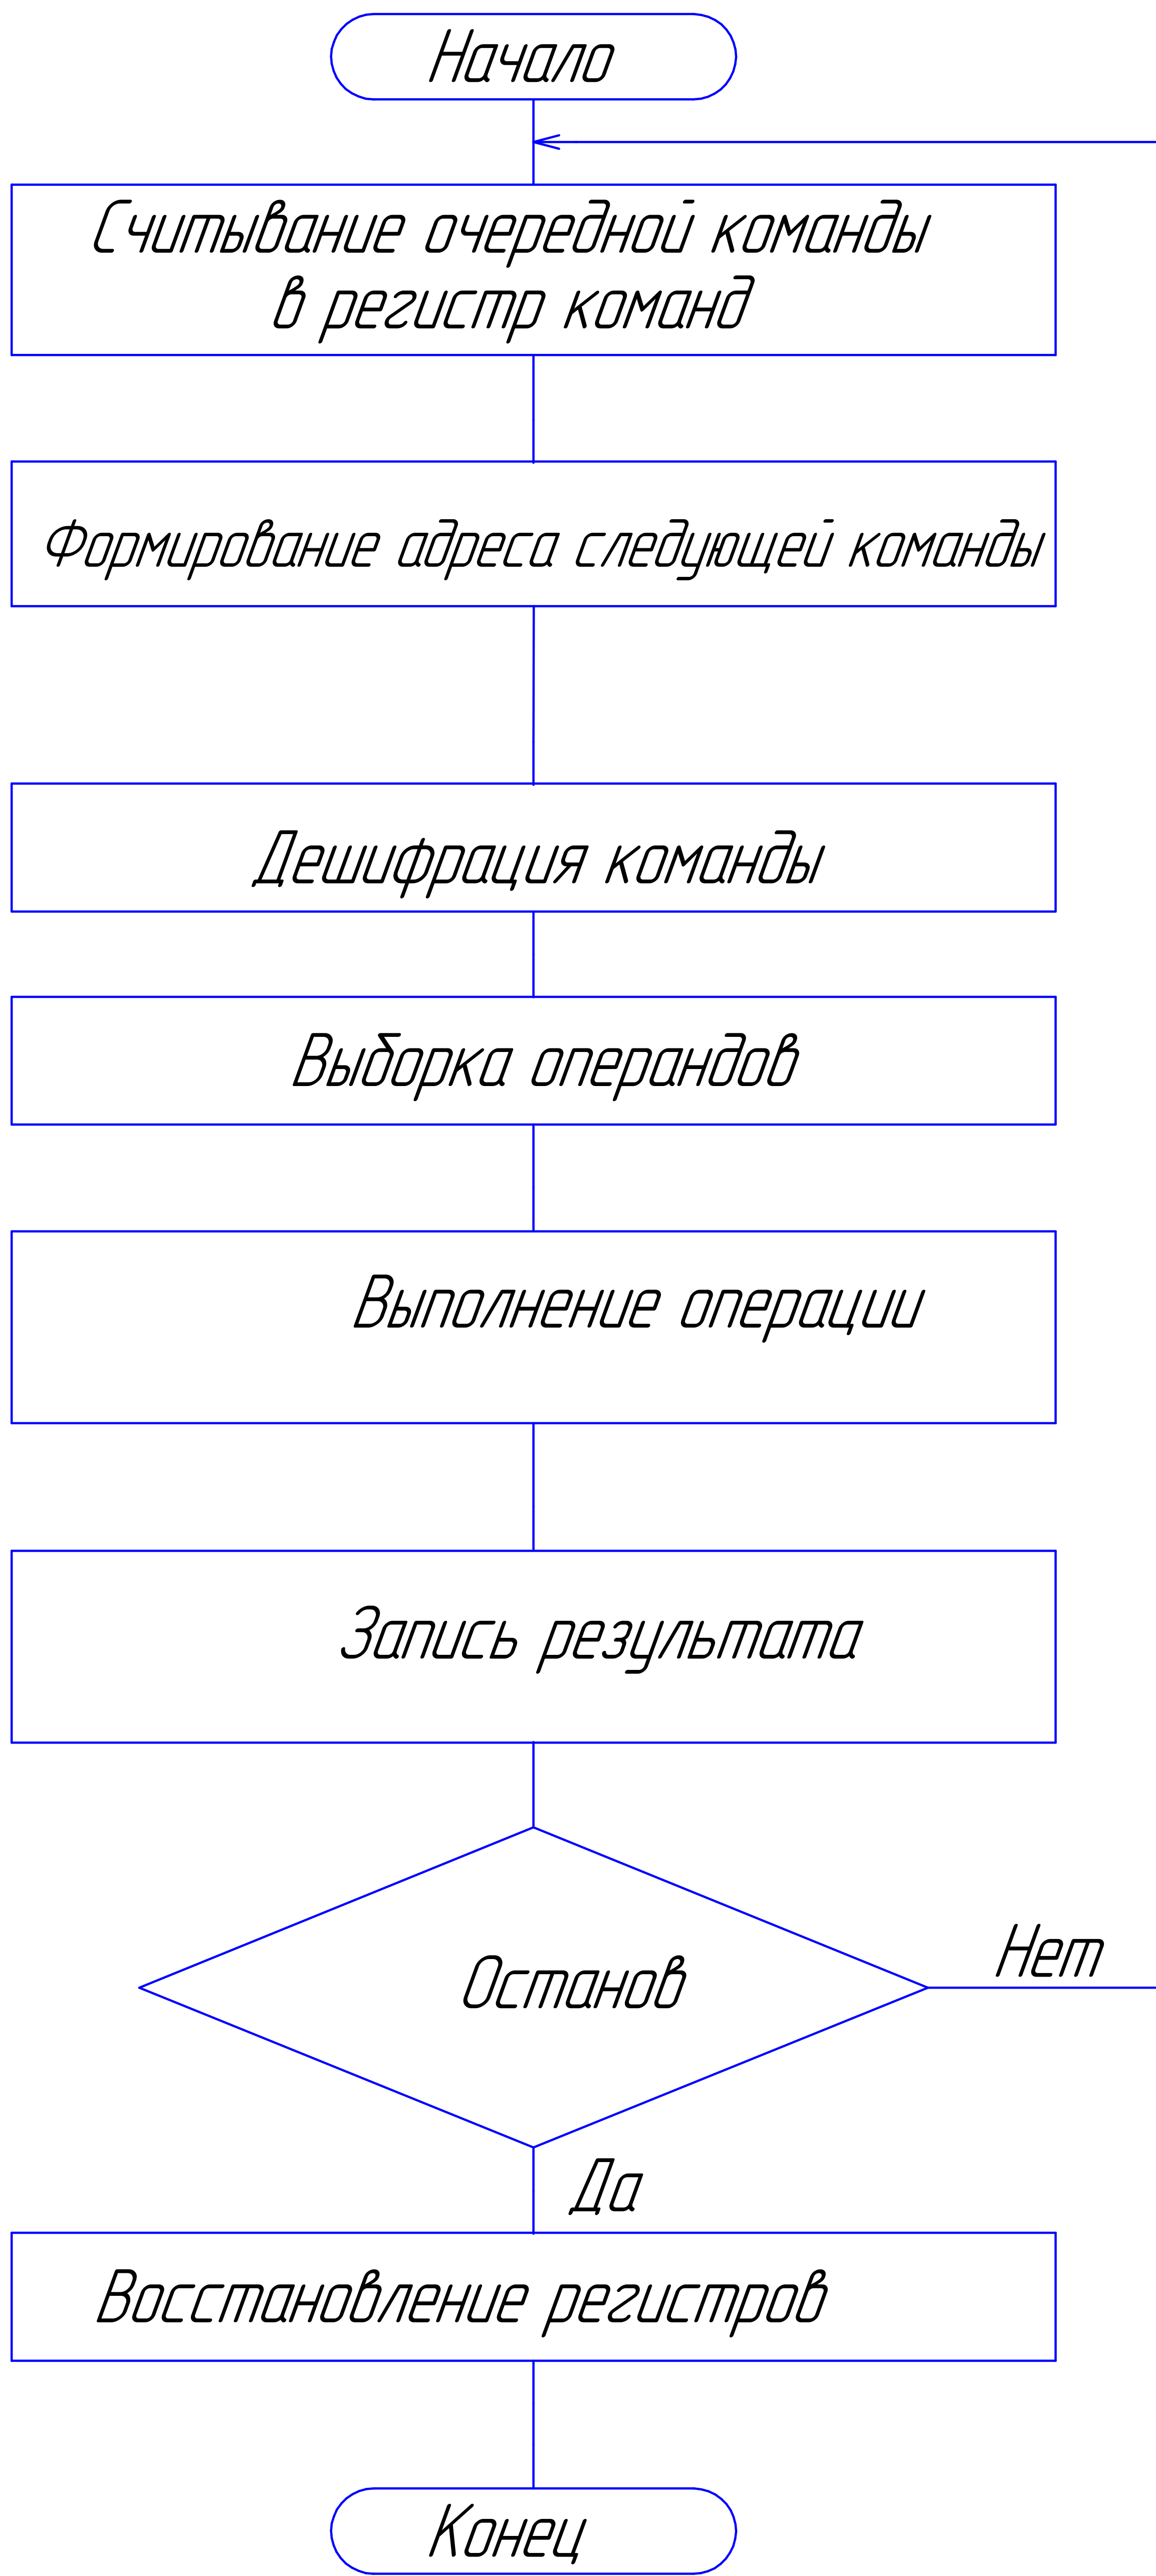 Начало
Считывание очередной команды
в регистр команд
Формирование адреса следующей команды
Дешифрация команды
Выборка операндов
Выполнение операции
Запись результата
Останов
Нет
Да
Восстановление регистров
Конец